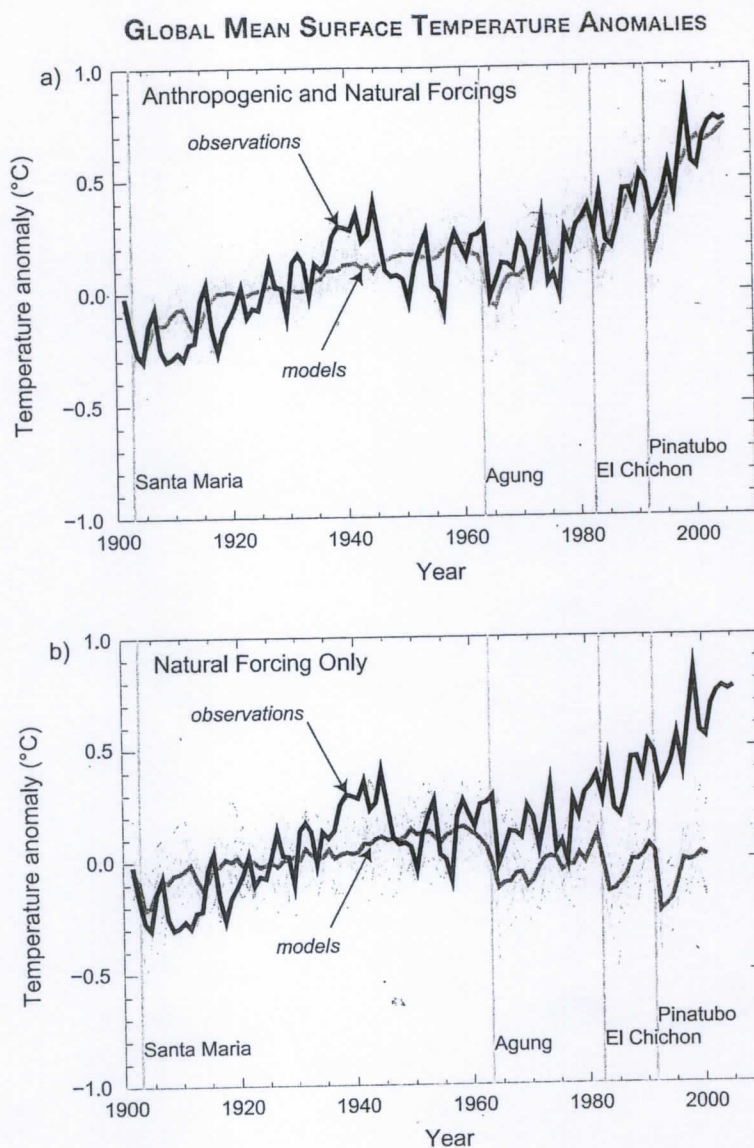 GLOBAL MEAN SURFACE TEMPERATURE ANOMALIES
a)
Anthropogenic and Natural Forcings
observations
models
Temperature anomaly (°C)
1.0
0.5
0.0
−0.5
−1.0
Santa Maria
Agung
El Chichon
Pinatubo
1900 1920 1940 1960 1980 2000
Year
b)
Natural Forcing Only
observations
models
Temperature anomaly (°C)
1.0
0.5
0.0
−0.5
−1.0
Santa Maria
Agung
El Chichon
Pinatubo
1900 1920 1940 1960 1980 2000
Year